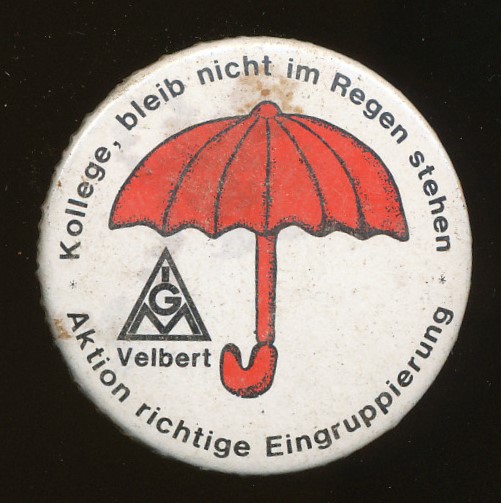 Kollege, bleib nicht im Regen stehen
IGM
Velbert
* Aktion richtige Eingruppierung *